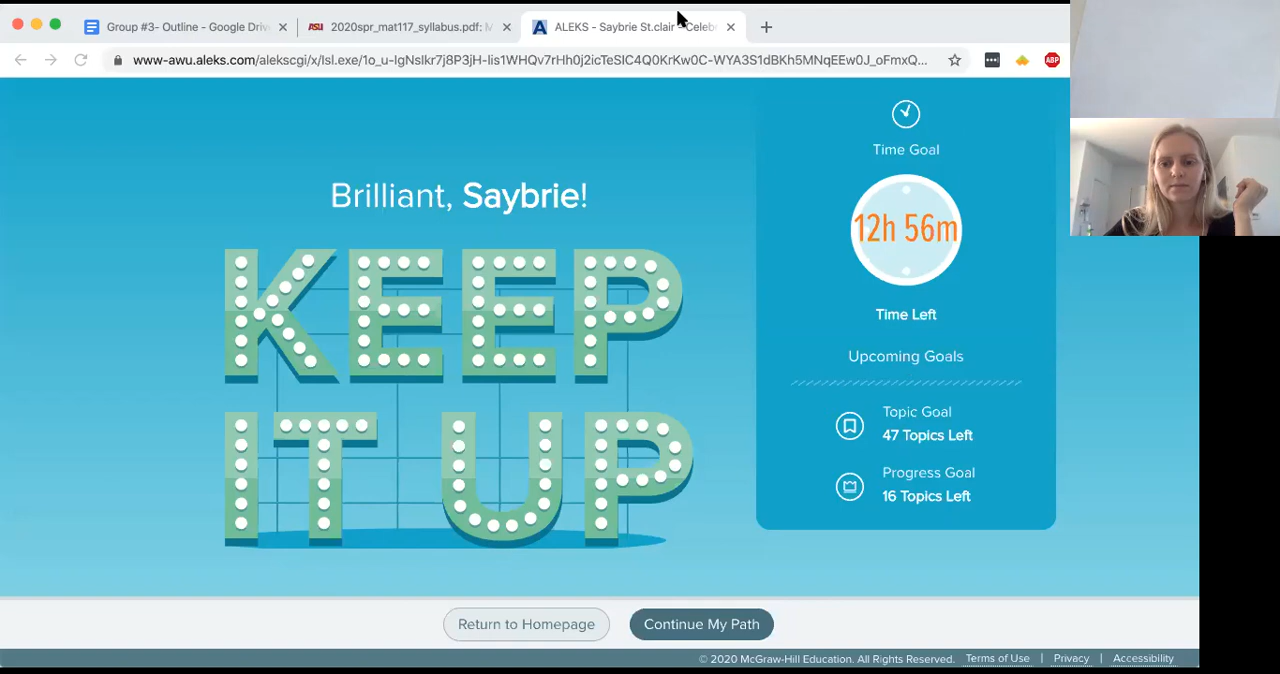 Group #3- Outline - Google Driv
ASU 2020spr_mat117_syllabus.pdf: M
A ALEKS - Saybrie St.clair - Celeb
www-awu.aleks.com/alekscgi/x/Isl.exe/1o_u-IgNslkr7j8P3jH-lis1WHQv7rHh0j2icTeSIC4Q0KrKw0C-WYA3S1dBKh5MNqEEw0J_oFmxQ...
ABP
Time Goal
Brilliant, Saybrie!
12h 56m
KEEP
IT UP
Time Left
Upcoming Goals
Topic Goal
47 Topics Left
Progress Goal
16 Topics Left
Return to Homepage
Continue My Path
© 2020 McGraw-Hill Education. All Rights Reserved. Terms of Use | Privacy | Accessibility